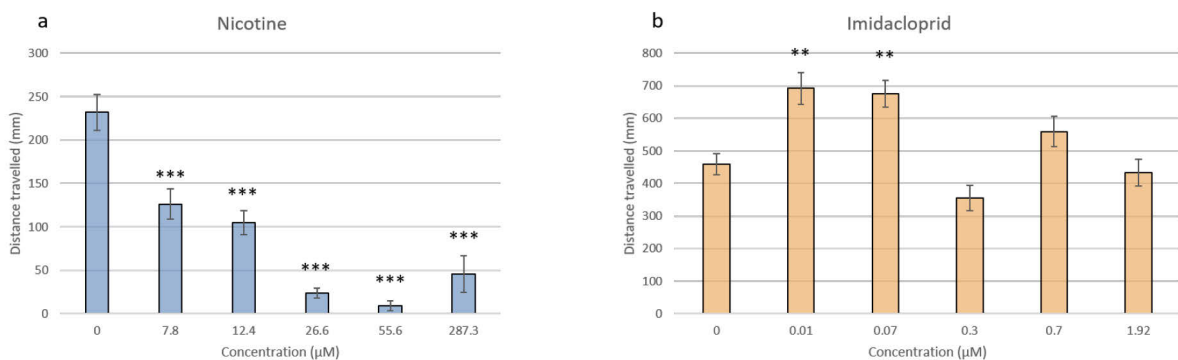 a
Nicotine
300
250
200
150
100
50
0
Distance travelled (mm)
***
***
***
***
***
0 7.8 12.4 26.6 55.6 287.3
Concentration (µM)
b
Imidacloprid
800
700
600
500
400
300
200
100
0
Distance travelled (mm)
** **
0 0.01 0.07 0.3 0.7 1.92
Concentration (µM)